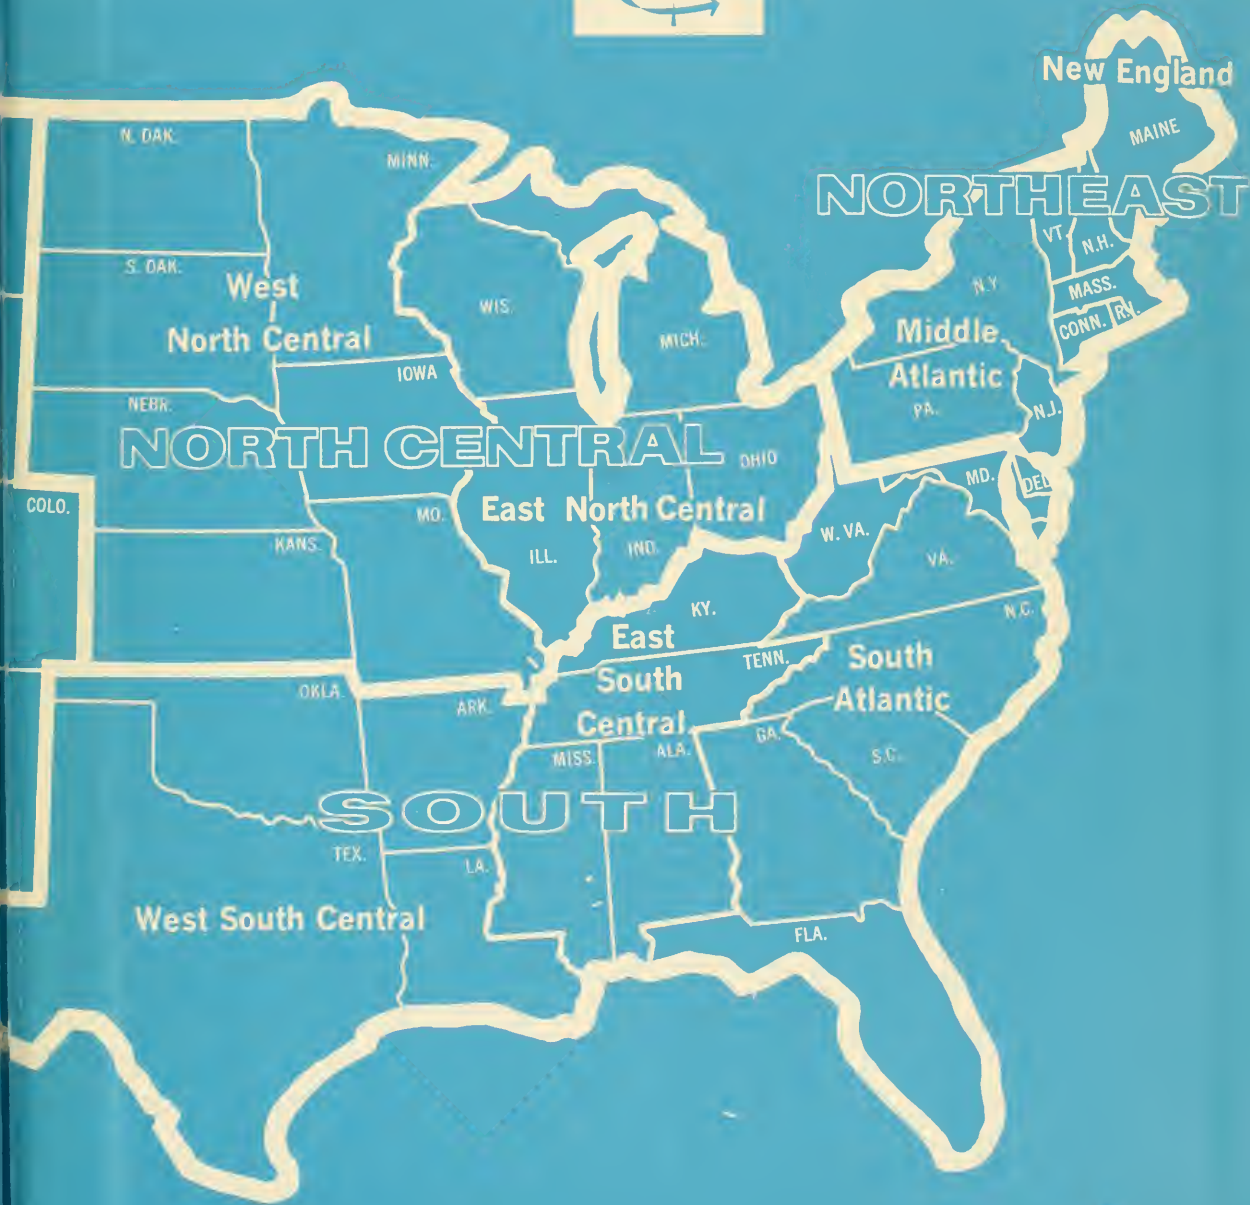 New England
MAINE
N. DAK.
MINN.
NORTHEAST
VT.
N.H.
S. DAK.
West
North Central
WIS.
N.Y.
MASS.
CONN.
R.I.
MICH.
Middle
Atlantic
IOWA
NEBR.
PA.
N.J.
NORTH CENTRAL
OHIO
MD.
DEL.
COLO.
MO.
East North Central
W. VA.
KANS.
ILL.
IND.
VA.
KY.
N.C.
East
South
Central
TENN.
South
Atlantic
OKLA.
ARK.
MISS.
ALA.
GA.
S.C.
SOUTH
TEX.
LA.
West South Central
FLA.